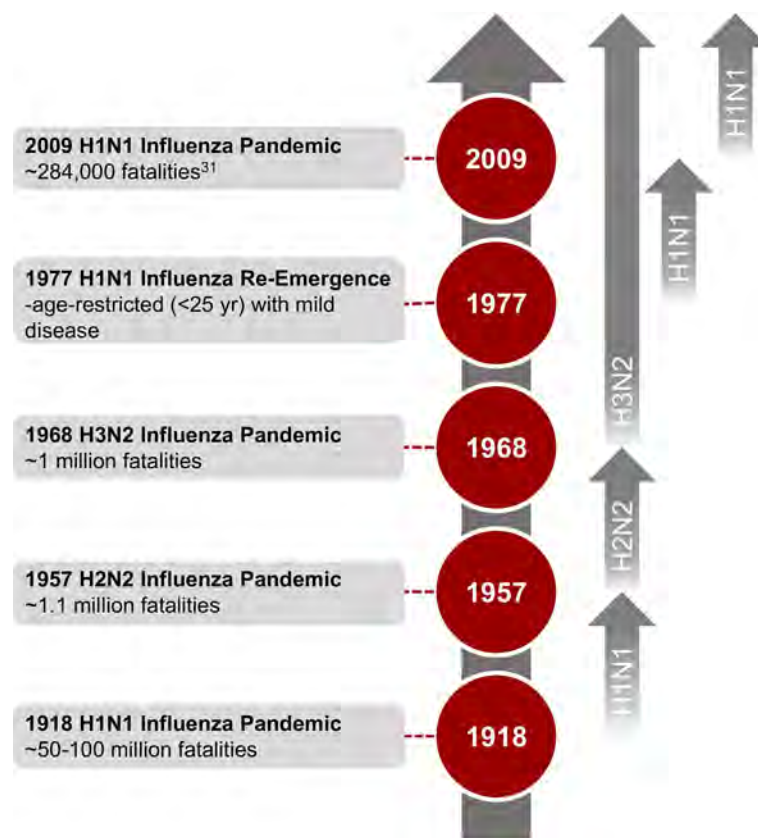 2009 H1N1 Influenza Pandemic
~284,000 fatalities³¹
2009
H1N1
1977 H1N1 Influenza Re-Emergence
-age-restricted (<25 yr) with mild
disease
1977
H1N1
1968 H3N2 Influenza Pandemic
~1 million fatalities
1968
H3N2
1957 H2N2 Influenza Pandemic
~1.1 million fatalities
1957
H2N2
1918 H1N1 Influenza Pandemic
~50-100 million fatalities
1918
H1N1